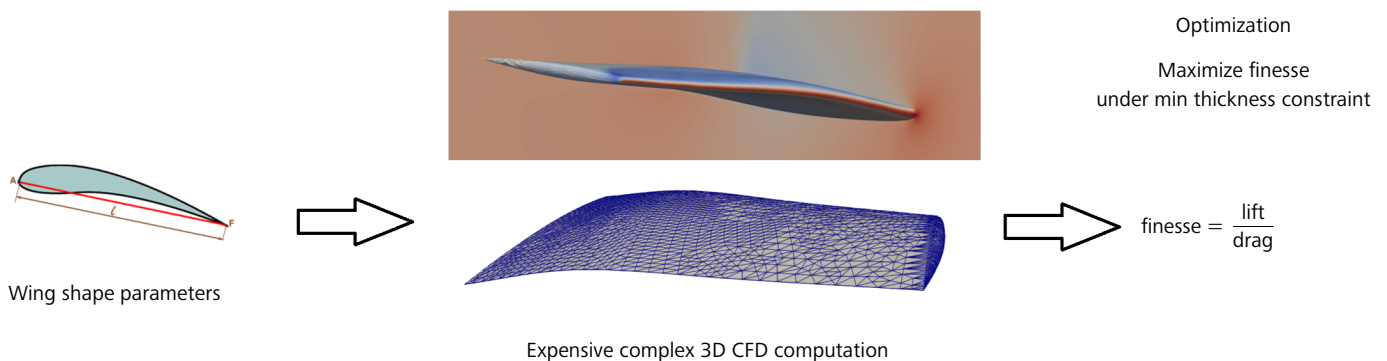 A
F
ℓ
Wing shape parameters
Expensive complex 3D CFD computation
Optimization
Maximize finesse
under min thickness constraint
finesse = lift / drag